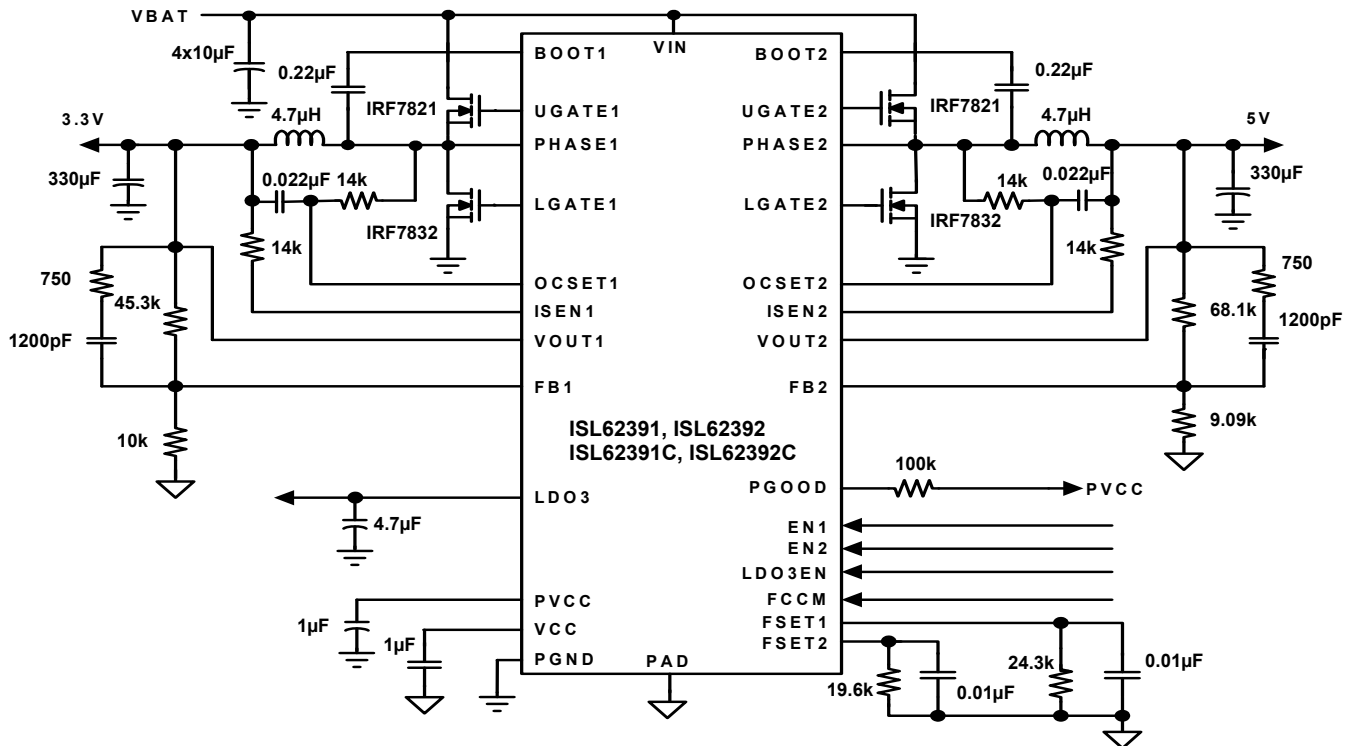 VBAT
VIN
4x10µF
0.22µF
BOOT1
BOOT2
0.22µF
IRF7821
UGATE1
UGATE2
IRF7821
3.3V
4.7µH
PHASE1
PHASE2
4.7µH
5V
330µF
0.022µF
14k
14k
0.022µF
330µF
LGATE1
LGATE2
IRF7832
IRF7832
14k
14k
750
OCSET1
OCSET2
750
45.3k
ISEN1
ISEN2
68.1k
1200pF
VOUT1
VOUT2
1200pF
FB1
FB2
10k
ISL62391, ISL62392
ISL62391C, ISL62392C
9.09k
LDO3
PGOOD
100k
PVCC
4.7µF
EN1
EN2
LDO3EN
FCCM
PVCC
FSET1
1µF
VCC
FSET2
1µF
PGND
PAD
19.6k
0.01µF
24.3k
0.01µF